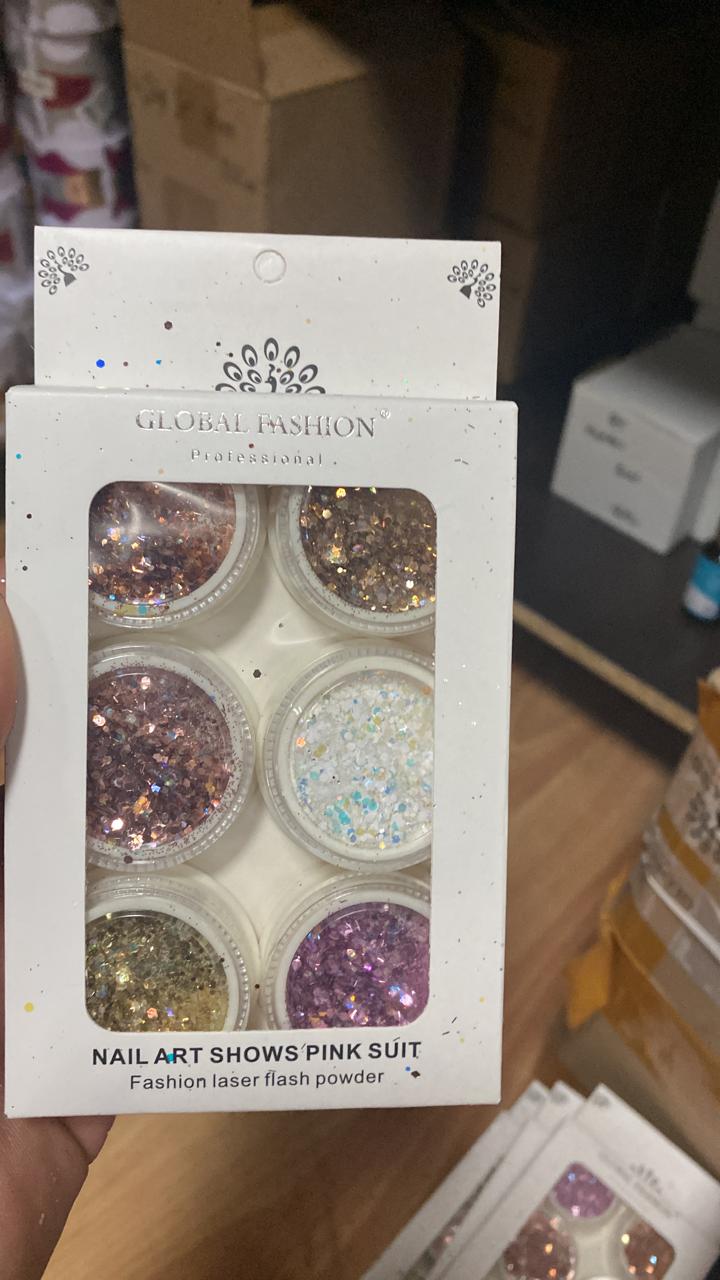 GLOBAL FASHION®
Professional
NAIL ART SHOWS PINK SUIT
Fashion laser flash powder